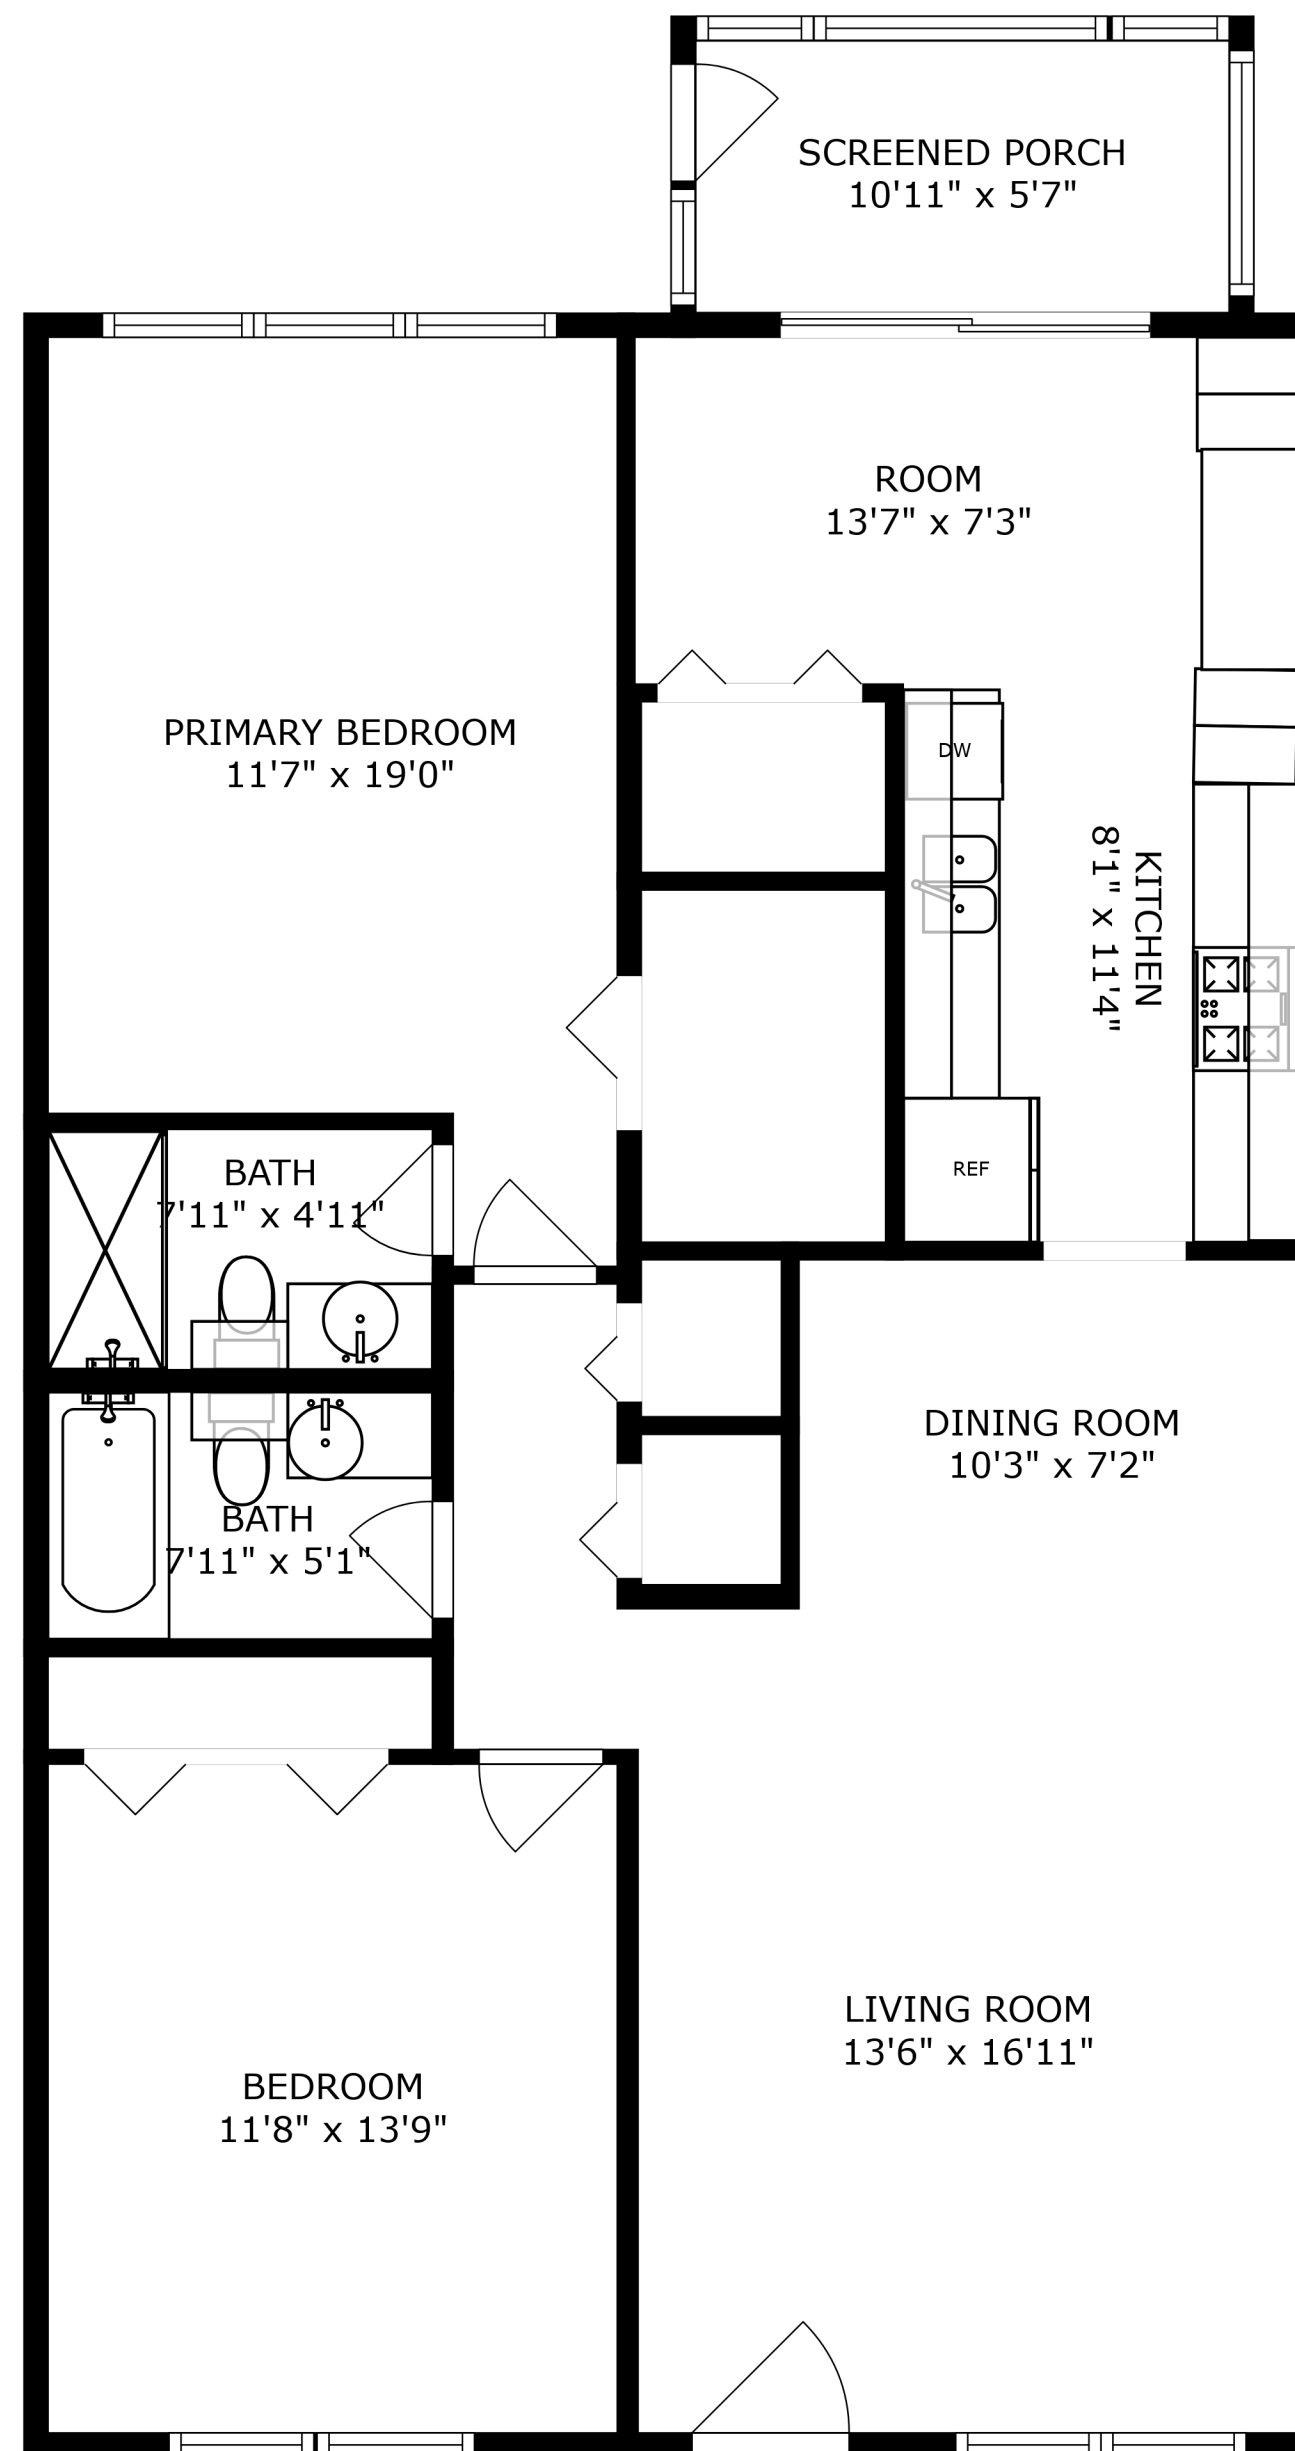 SCREENED PORCH
10'11" x 5'7"
ROOM
13'7" x 7'3"
PRIMARY BEDROOM
11'7" x 19'0"
DW
KITCHEN
8'1" x 11'4"
REF
BATH
7'11" x 4'11"
DINING ROOM
10'3" x 7'2"
BATH
7'11" x 5'1"
LIVING ROOM
13'6" x 16'11"
BEDROOM
11'8" x 13'9"